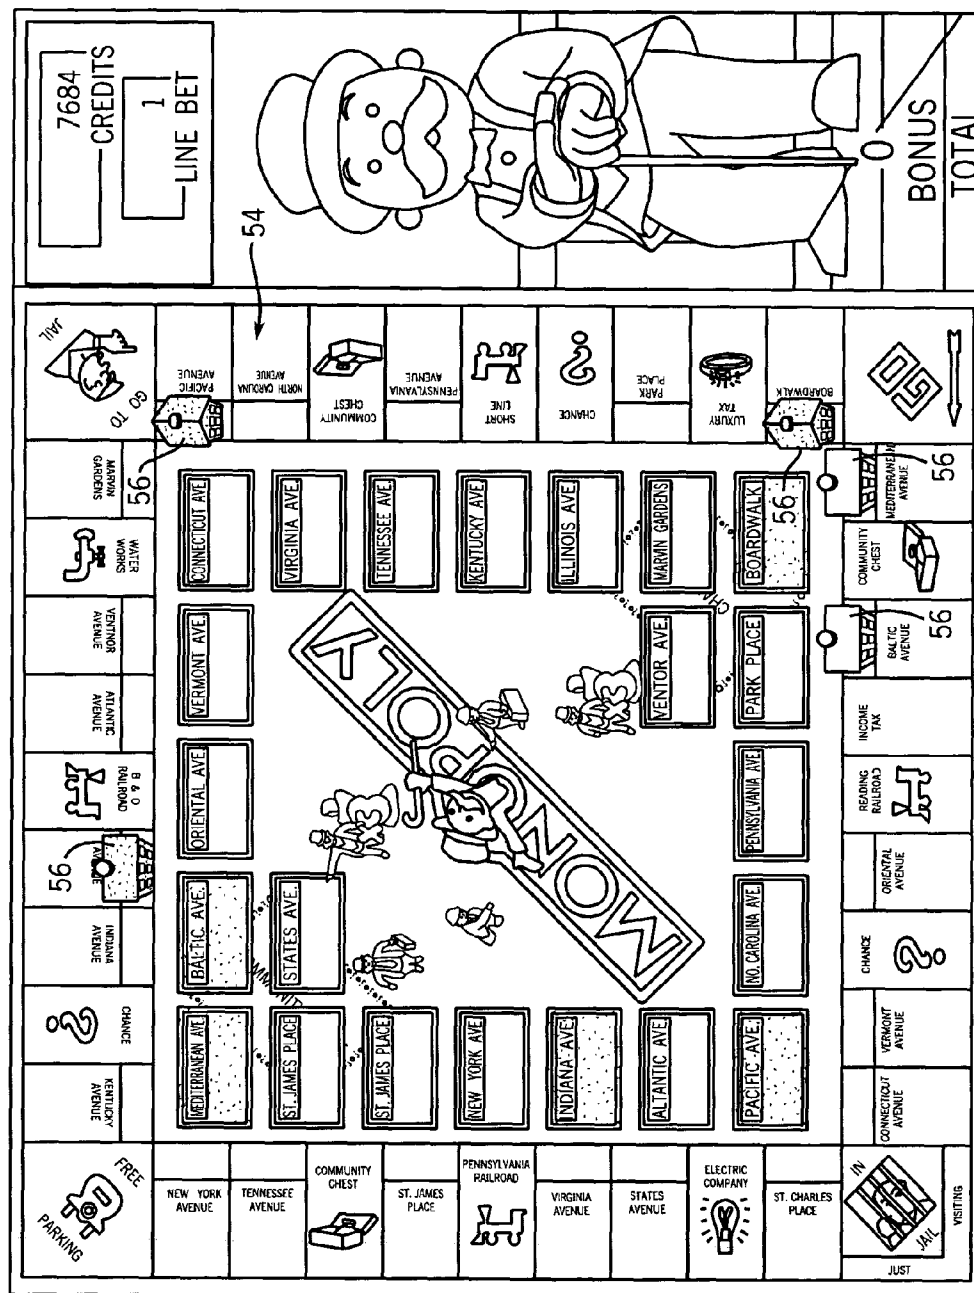 7684
CREDITS
1
LINE BET
0
BONUS
TOTAL
54
GO TO
JAIL
PACIFIC
AVENUE
NORTH CAROLINA
AVENUE
COMMUNITY
CHEST
PENNSYLVANIA
AVENUE
SHORT
LINE
CHANCE
PARK
PLACE
LUXURY
TAX
BOARDWALK
GO
56
56
56
56
56
MARVIN
GARDENS
WATER
WORKS
VENTNOR
AVENUE
ATLANTIC
AVENUE
B & O
RAILROAD
AVENUE
INDIANA
AVENUE
CHANCE
KENTUCKY
AVENUE
FREE
PARKING
CONNECTICUT AVE.
VIRGINIA AVE.
TENNESSEE AVE.
KENTUCKY AVE.
ILLINOIS AVE.
MARMIN GARDENS
BOARDWALK
VERMONT AVE.
VENTOR AVE.
PARK PLACE
ORIENTAL AVE.
PENNSYLVANIA AVE.
BALTIC. AVE.
STATES AVE.
NO. CAROLINA AVE.
MEDITERRANEAN AVE.
ST. JAMES PLACE
ST. JAMES PLACE
NEW YORK AVE.
INDIANA AVE.
ALTANTIC AVE.
PACIFIC AVE.
MONOPOLY
MEDITERRANEAN
AVENUE
COMMUNITY
CHEST
BALTIC
AVENUE
INCOME
TAX
READING
RAILROAD
ORIENTAL
AVENUE
CHANCE
VERMONT
AVENUE
CONNECTICUT
AVENUE
NEW YORK
AVENUE
TENNESSEE
AVENUE
COMMUNITY
CHEST
ST. JAMES
PLACE
PENNSYLVANIA
RAILROAD
VIRGINIA
AVENUE
STATES
AVENUE
ELECTRIC
COMPANY
ST. CHARLES
PLACE
IN
JAIL
JUST
VISITING